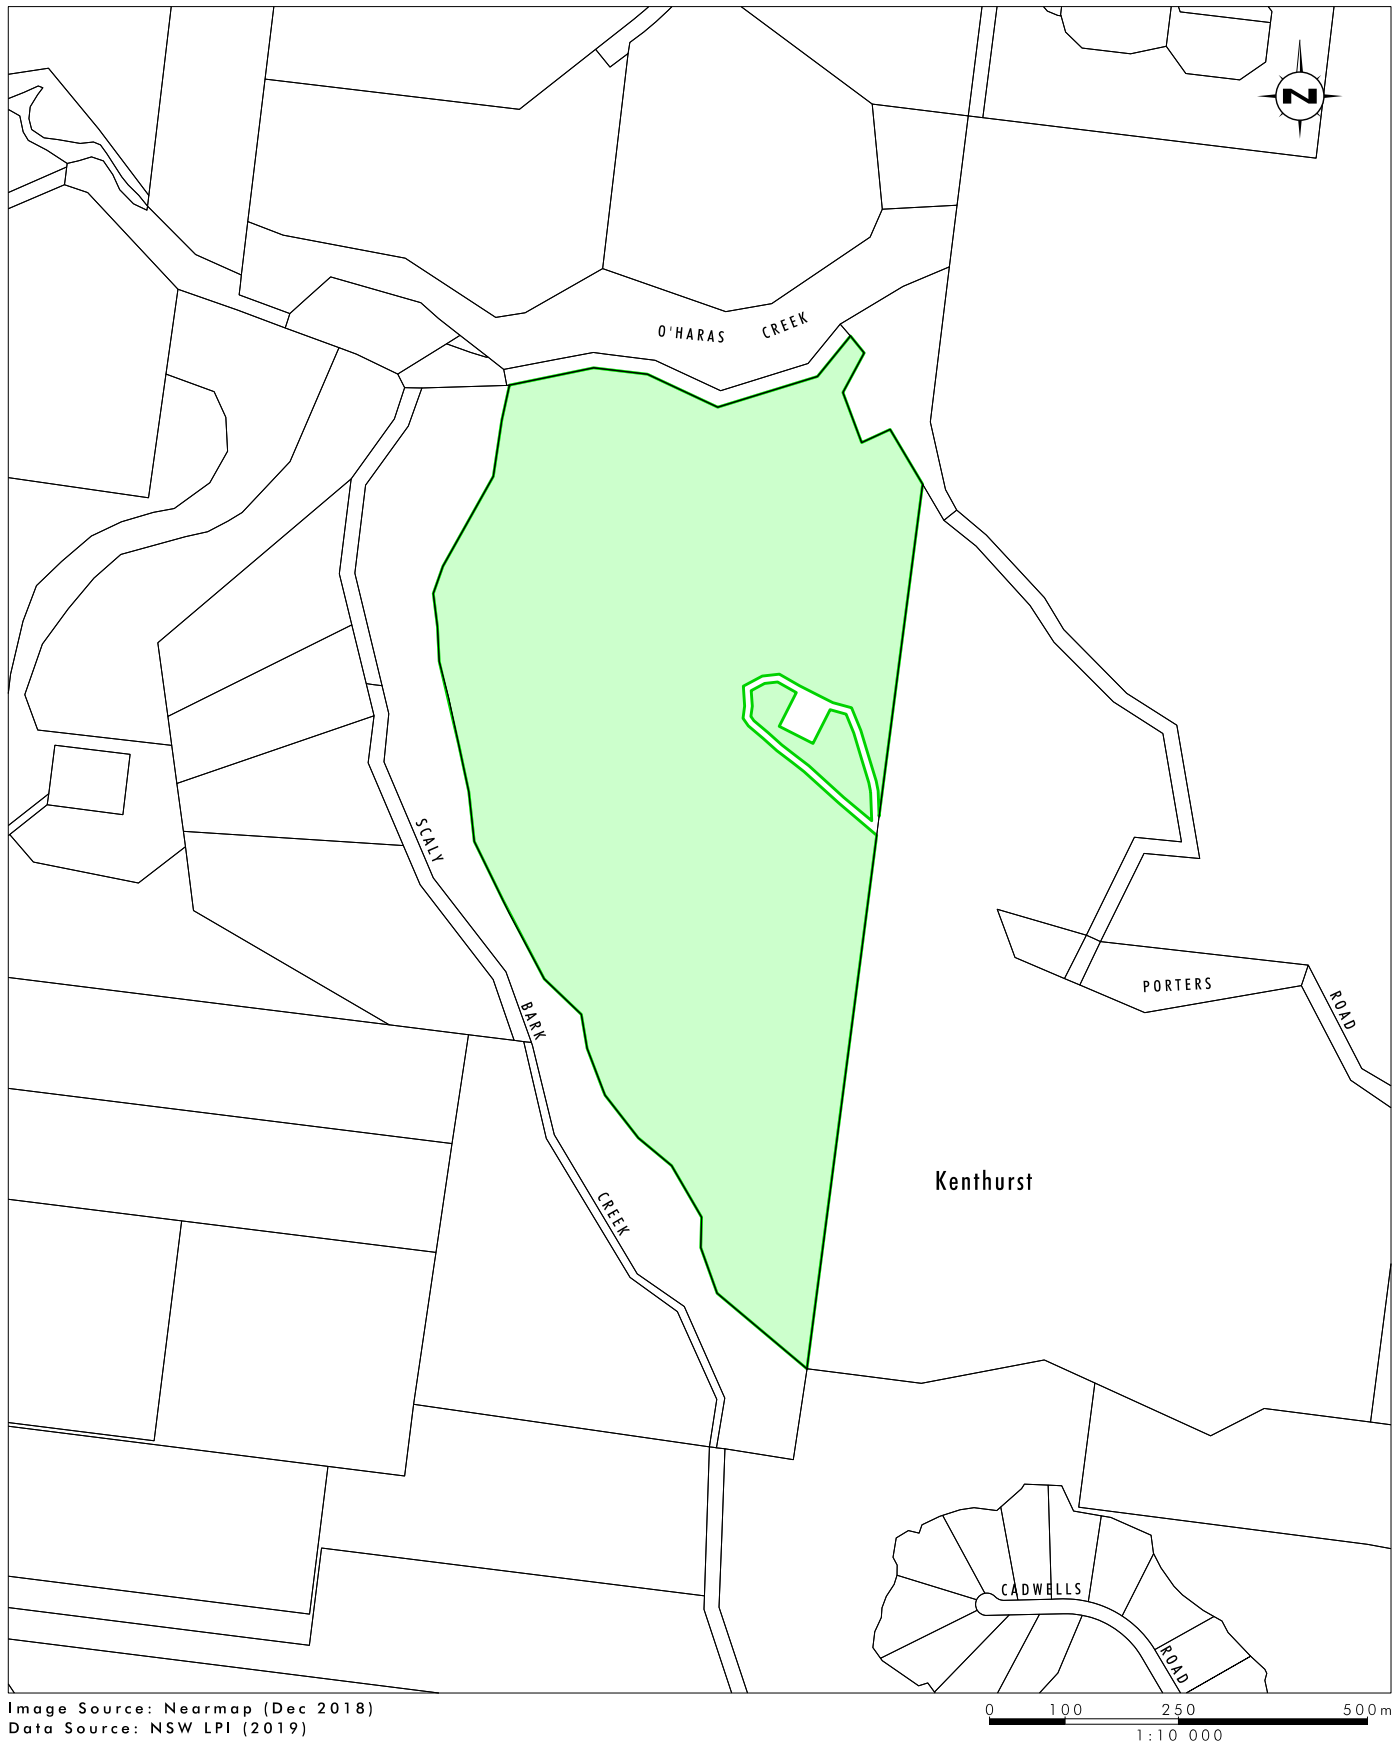 N
O'HARAS CREEK
SCALY
BARK
CREEK
PORTERS
ROAD
Kenthurst
CADWELLS
ROAD
Image Source: Nearmap (Dec 2018)
Data Source: NSW LPI (2019)
0 100 250 500m
1:10 000